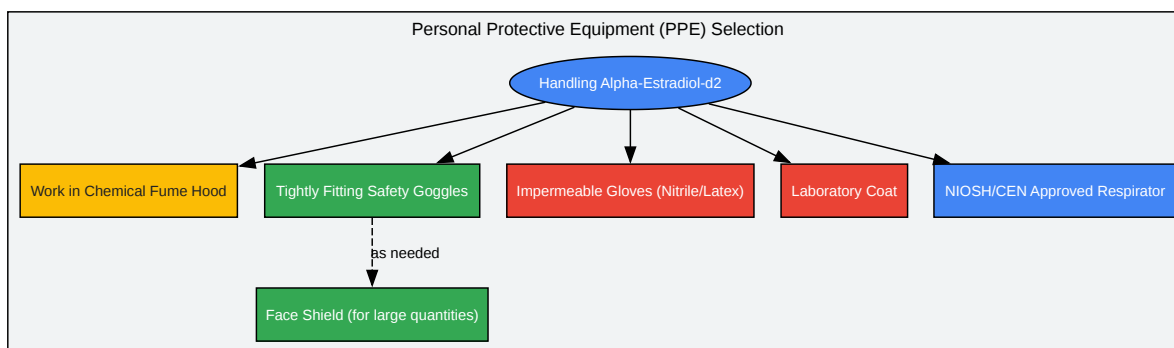 Personal Protective Equipment (PPE) Selection
Handling Alpha-Estradiol-d2
Work in Chemical Fume Hood
Tightly Fitting Safety Goggles
Impermeable Gloves (Nitrile/Latex)
Laboratory Coat
NIOSH/CEN Approved Respirator
as needed
Face Shield (for large quantities)